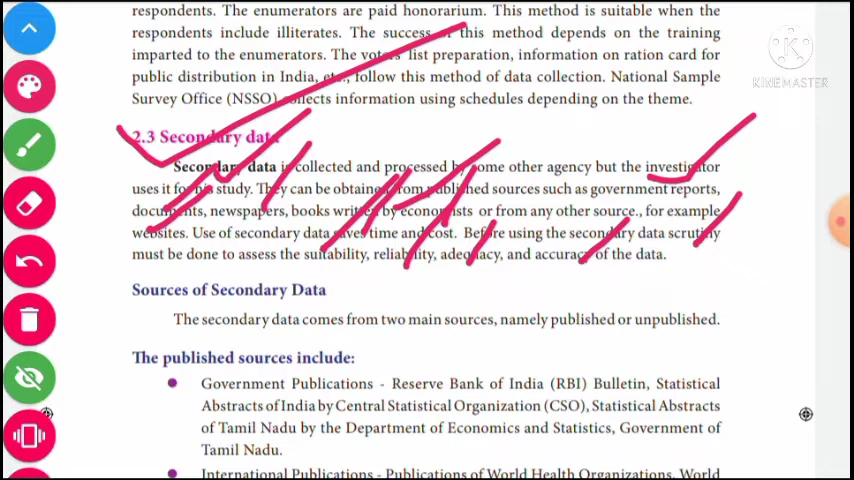 respondents. The enumerators are paid honorarium. This method is suitable when the
respondents include illiterates. The success of this method depends on the training
imparted to the enumerators. The voters' list preparation, information on ration card for
public distribution in India, etc., follow this method of data collection. National Sample
Survey Office (NSSO) collects information using schedules depending on the theme.
2.3 Secondary data
Secondary data is collected and processed by some other agency but the investigator
uses it for his study. They can be obtained from published sources such as government reports,
documents, newspapers, books written by economists or from any other source., for example
websites. Use of secondary data saves time and cost. Before using the secondary data scrutiny
must be done to assess the suitability, reliability, adequacy, and accuracy of the data.
Sources of Secondary Data
The secondary data comes from two main sources, namely published or unpublished.
The published sources include:
Government Publications - Reserve Bank of India (RBI) Bulletin, Statistical
Abstracts of India by Central Statistical Organization (CSO), Statistical Abstracts
of Tamil Nadu by the Department of Economics and Statistics, Government of
Tamil Nadu.
International Publications - Publications of World Health Organizations, World
K
KINEMASTER